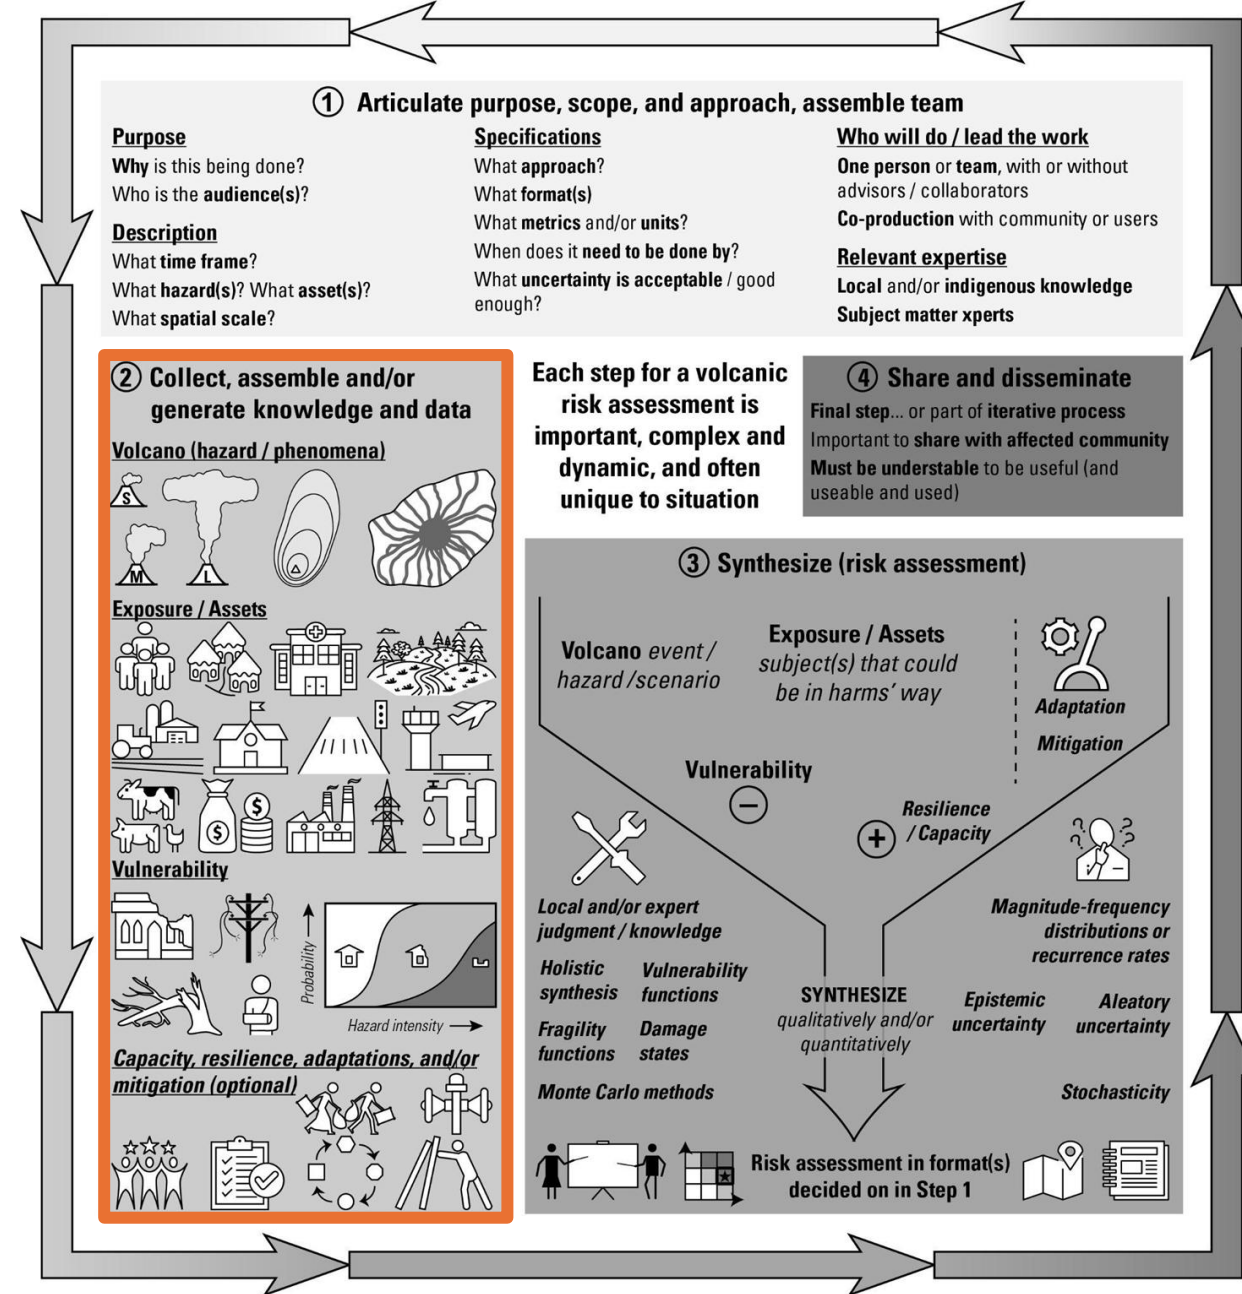 ① Articulate purpose, scope, and approach, assemble team
Purpose
Why is this being done?
Who is the audience(s)?
Description
What time frame?
What hazard(s)? What asset(s)?
What spatial scale?
Specifications
What approach?
What format(s)
What metrics and/or units?
When does it need to be done by?
What uncertainty is acceptable / good
enough?
Who will do / lead the work
One person or team, with or without
advisors / collaborators
Co-production with community or users
Relevant expertise
Local and/or indigenous knowledge
Subject matter xperts
② Collect, assemble and/or
generate knowledge and data
Volcano (hazard / phenomena)
S
M
L
Exposure / Assets
$
$
Vulnerability
Probability
Hazard intensity
Capacity, resilience, adaptations, and/or
mitigation (optional)
Each step for a volcanic
risk assessment is
important, complex and
dynamic, and often
unique to situation
④ Share and disseminate
Final step... or part of iterative process
Important to share with affected community
Must be understable to be useful (and
useable and used)
③ Synthesize (risk assessment)
Volcano event /
hazard /scenario
Exposure / Assets
subject(s) that could
be in harms' way
Adaptation
Mitigation
Vulnerability
−
+
Resilience
/ Capacity
? ? ? ?
Local and/or expert
judgment / knowledge
Holistic
synthesis
Vulnerability
functions
Fragility
functions
Damage
states
Monte Carlo methods
SYNTHESIZE
qualitatively and/or
quantitatively
Magnitude-frequency
distributions or
recurrence rates
Epistemic
uncertainty
Aleatory
uncertainty
Stochasticity
Risk assessment in format(s)
decided on in Step 1